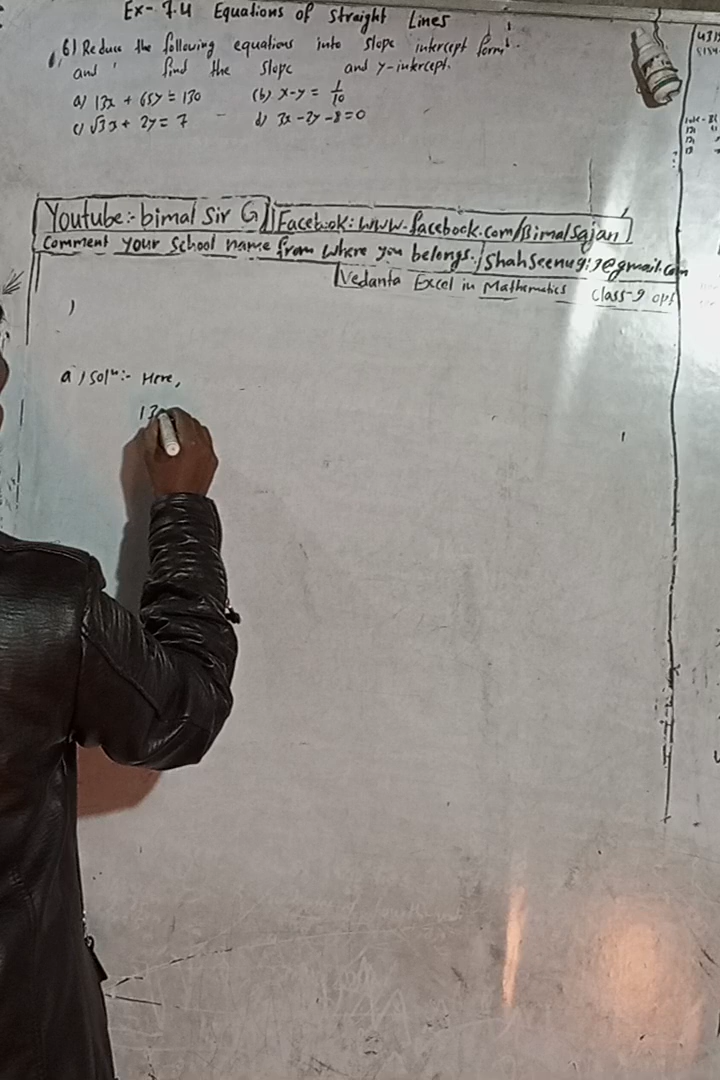 Ex- 7.4 Equations of Straight Lines
6) Reduce the following equations into slope intercept form
and find the slope and y-intercept.
a) 13x + 65y = 130 (b) x-y = 1/10
c) √3x + 2y = 7 d) 3x-2y-8=0
Youtube:- bimal Sir G Facebook: www.facebook.com/Bimalsajan
Comment your School name from where you belongs.
Vedanta Excel in Mathematics Class-9 opt
a) Solⁿ:- Here,
13